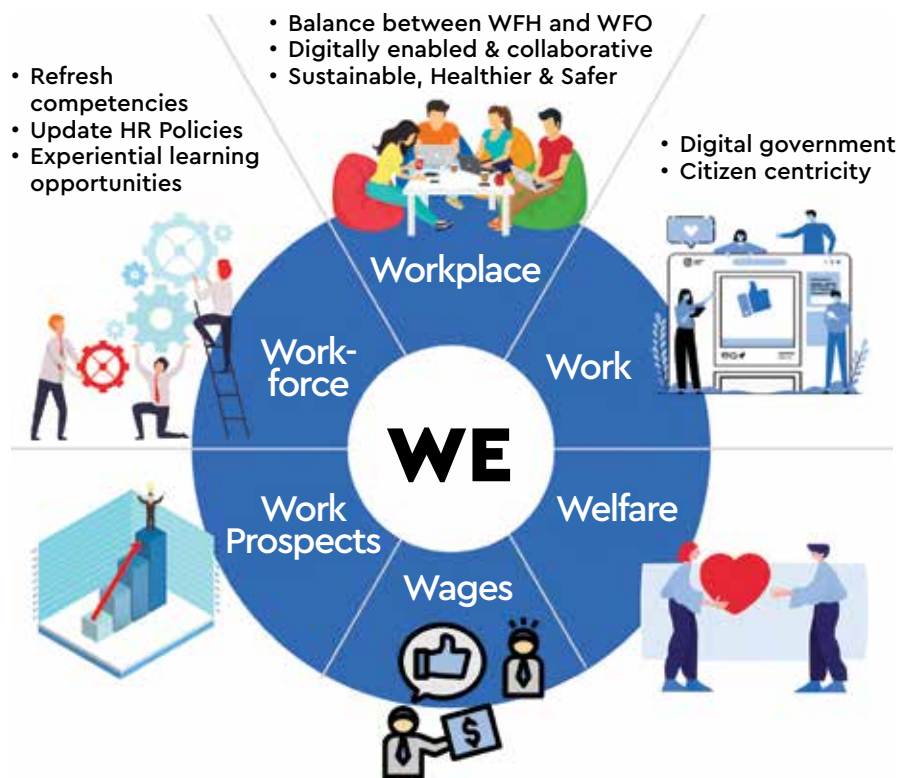 • Balance between WFH and WFO
• Digitally enabled & collaborative
• Sustainable, Healthier & Safer
• Refresh
competencies
• Update HR Policies
• Experiential learning
opportunities
• Digital government
• Citizen centricity
Workplace
Work-
force
Work
WE
Work
Prospects
Welfare
Wages
$